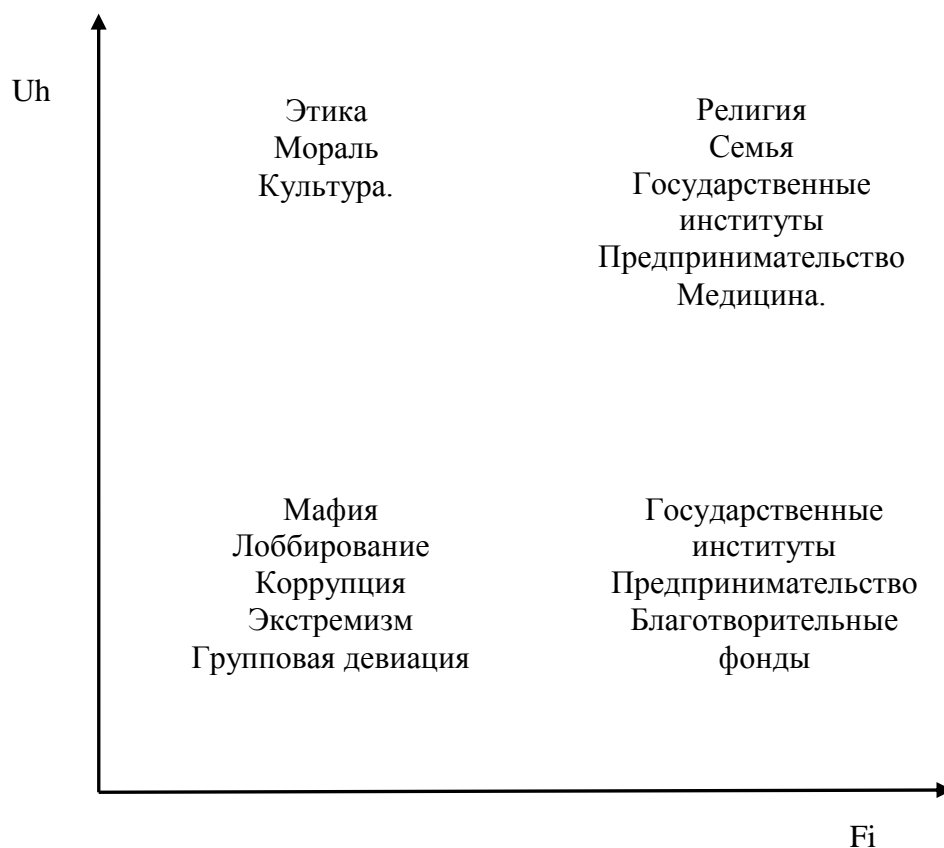 Uh
Этика
Мораль
Культура.
Религия
Семья
Государственные
институты
Предпринимательство
Медицина.
Мафия
Лоббирование
Коррупция
Экстремизм
Групповая девиация
Государственные
институты
Предпринимательство
Благотворительные
фонды
Fi